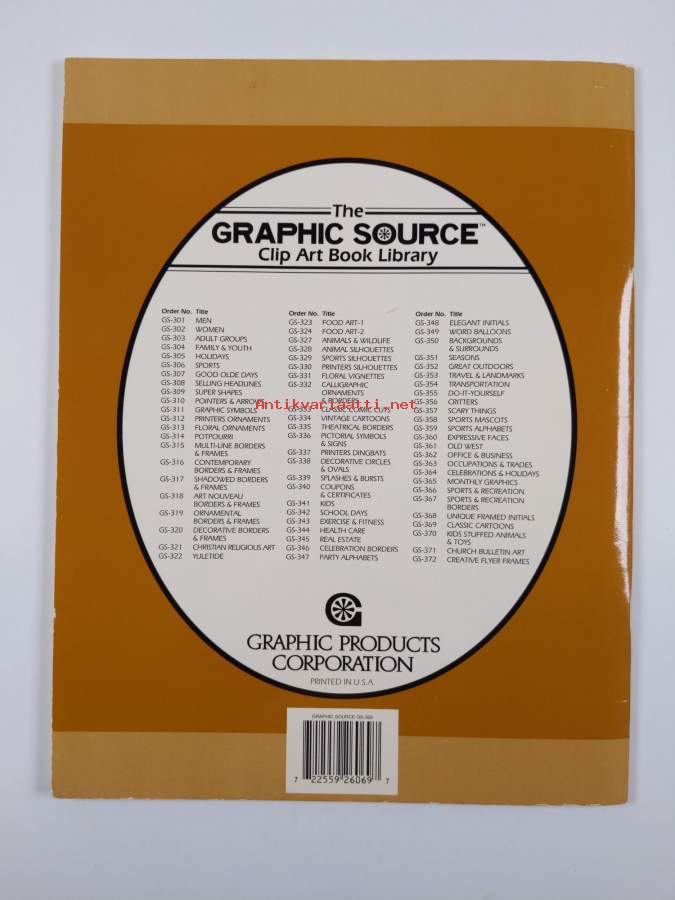 The
GRAPHIC SOURCE™
Clip Art Book Library
Order No. Title
GS-301 MEN
GS-302 WOMEN
GS-303 ADULT GROUPS
GS-304 FAMILY & YOUTH
GS-305 HOLIDAYS
GS-306 SPORTS
GS-307 GOOD OLDE DAYS
GS-308 SELLING HEADLINES
GS-309 SUPER SHAPES
GS-310 POINTERS & ARROWS
GS-311 GRAPHIC SYMBOLS
GS-312 PRINTERS ORNAMENTS
GS-313 FLORAL ORNAMENTS
GS-314 POTPOURRI
GS-315 MULTI-LINE BORDERS
& FRAMES
GS-316 CONTEMPORARY
BORDERS & FRAMES
GS-317 SHADOWED BORDERS
& FRAMES
GS-318 ART NOUVEAU
BORDERS & FRAMES
GS-319 ORNAMENTAL
BORDERS & FRAMES
GS-320 DECORATIVE BORDERS
& FRAMES
GS-321 CHRISTIAN RELIGIOUS ART
GS-322 YULETIDE
Order No. Title
GS-323 FOOD ART-1
GS-324 FOOD ART-2
GS-327 ANIMALS & WILDLIFE
GS-328 ANIMAL SILHOUETTES
GS-329 SPORTS SILHOUETTES
GS-330 PRINTERS SILHOUETTES
GS-331 FLORAL VIGNETTES
GS-332 CALLIGRAPHIC
ORNAMENTS
& BORDERS
GS-333 CLASSIC COMIC CUTS
GS-334 VINTAGE CARTOONS
GS-335 THEATRICAL BORDERS
GS-336 PICTORIAL SYMBOLS
& SIGNS
GS-337 PRINTERS DINGBATS
GS-338 DECORATIVE CIRCLES
& OVALS
GS-339 SPLASHES & BURSTS
GS-340 COUPONS
& CERTIFICATES
GS-341 KIDS
GS-342 SCHOOL DAYS
GS-343 EXERCISE & FITNESS
GS-344 HEALTH CARE
GS-345 REAL ESTATE
GS-346 CELEBRATION BORDERS
GS-347 PARTY ALPHABETS
Order No. Title
GS-348 ELEGANT INITIALS
GS-349 WORD BALLOONS
GS-350 BACKGROUNDS
& SURROUNDS
GS-351 SEASONS
GS-352 GREAT OUTDOORS
GS-353 TRAVEL & LANDMARKS
GS-354 TRANSPORTATION
GS-355 DO-IT-YOURSELF
GS-356 CRITTERS
GS-357 SCARY THINGS
GS-358 SPORTS MASCOTS
GS-359 SPORTS ALPHABETS
GS-360 EXPRESSIVE FACES
GS-361 OLD WEST
GS-362 OFFICE & BUSINESS
GS-363 OCCUPATIONS & TRADES
GS-364 CELEBRATIONS & HOLIDAYS
GS-365 MONTHLY GRAPHICS
GS-366 SPORTS & RECREATION
GS-367 SPORTS & RECREATION
BORDERS
GS-368 UNIQUE FRAMED INITIALS
GS-369 CLASSIC CARTOONS
GS-370 KIDS STUFFED ANIMALS
& TOYS
GS-371 CHURCH BULLETIN ART
GS-372 CREATIVE FLYER FRAMES
Antikvariaatti.net
GRAPHIC PRODUCTS
CORPORATION
PRINTED IN U.S.A.
GRAPHIC SOURCE
7 22559 26069 7